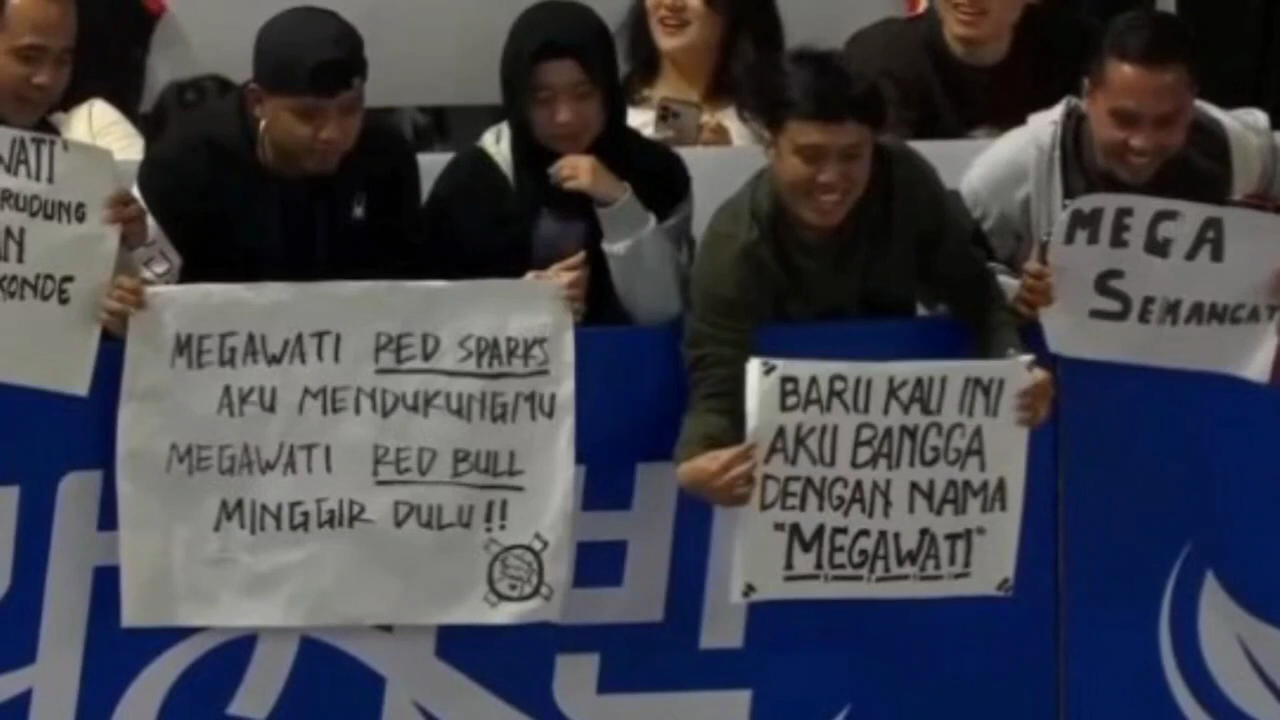 WATI"
RUDUNG
AN
KONDE
MEGAWATI RED SPARKS
AKU MENDUKUNGMU
MEGAWATI RED BULL
MINGGIR DULU!!
BARU KALI INI
AKU BANGGA
DENGAN NAMA
"MEGAWATI"
MEGA
SEMANGAT